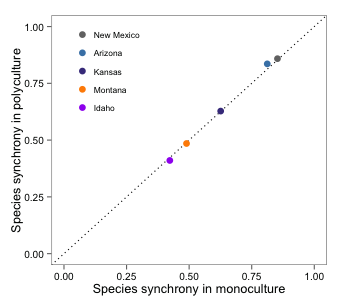 1.00
0.75
0.50
0.25
0.00
Species synchrony in polyculture
New Mexico
Arizona
Kansas
Montana
Idaho
0.00 0.25 0.50 0.75 1.00
Species synchrony in monoculture